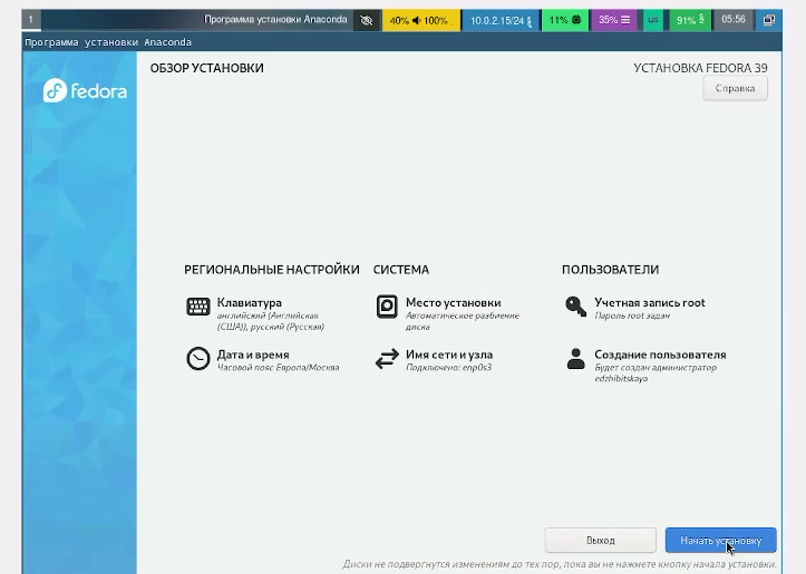 1 Программа установки Anaconda 40% 100% 10.0.2.15/24 11% 35% us 91% 05:56
Программа установки Anaconda
fedora
ОБЗОР УСТАНОВКИ
УСТАНОВКА FEDORA 39
Справка
РЕГИОНАЛЬНЫЕ НАСТРОЙКИ
Клавиатура
английский (Английская
(США)), русский (Русская)
Дата и время
Часовой пояс Европа/Москва
СИСТЕМА
Место установки
Автоматическое разбиение
диска
Имя сети и узла
Подключено: enp0s3
ПОЛЬЗОВАТЕЛИ
Учетная запись root
Пароль root задан
Создание пользователя
Будет создан администратор
edzhibitskaya
Выход
Начать установку
Диски не подвергнутся изменениям до тех пор, пока вы не нажмете кнопку начала установки.